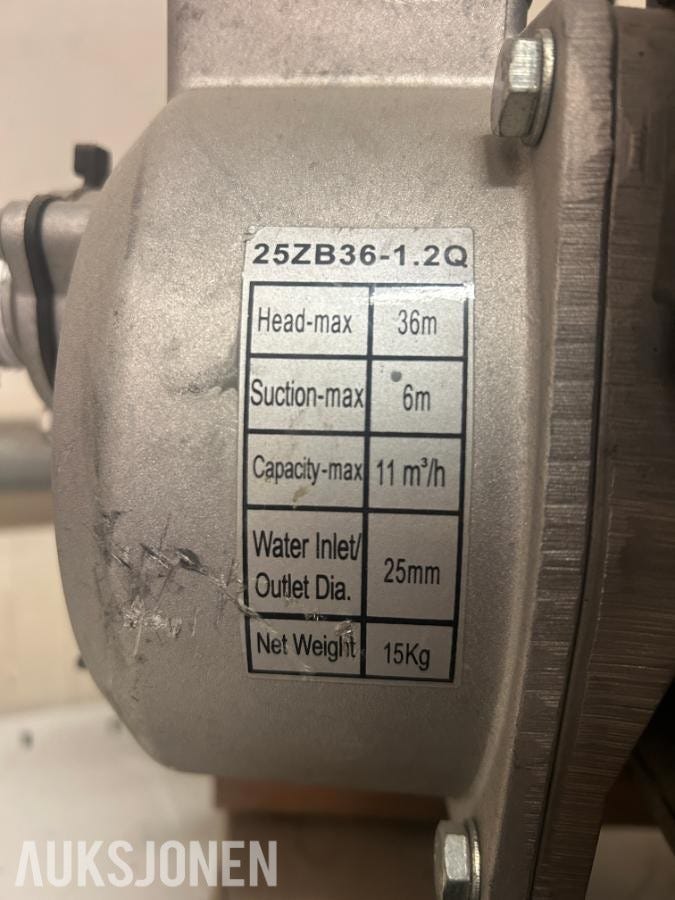 25ZB36-1.2Q
Head-max 36m
Suction-max 6m
Capacity-max 11 m³/h
Water Inlet/
Outlet Dia. 25mm
Net Weight 15Kg
AUKSJONEN